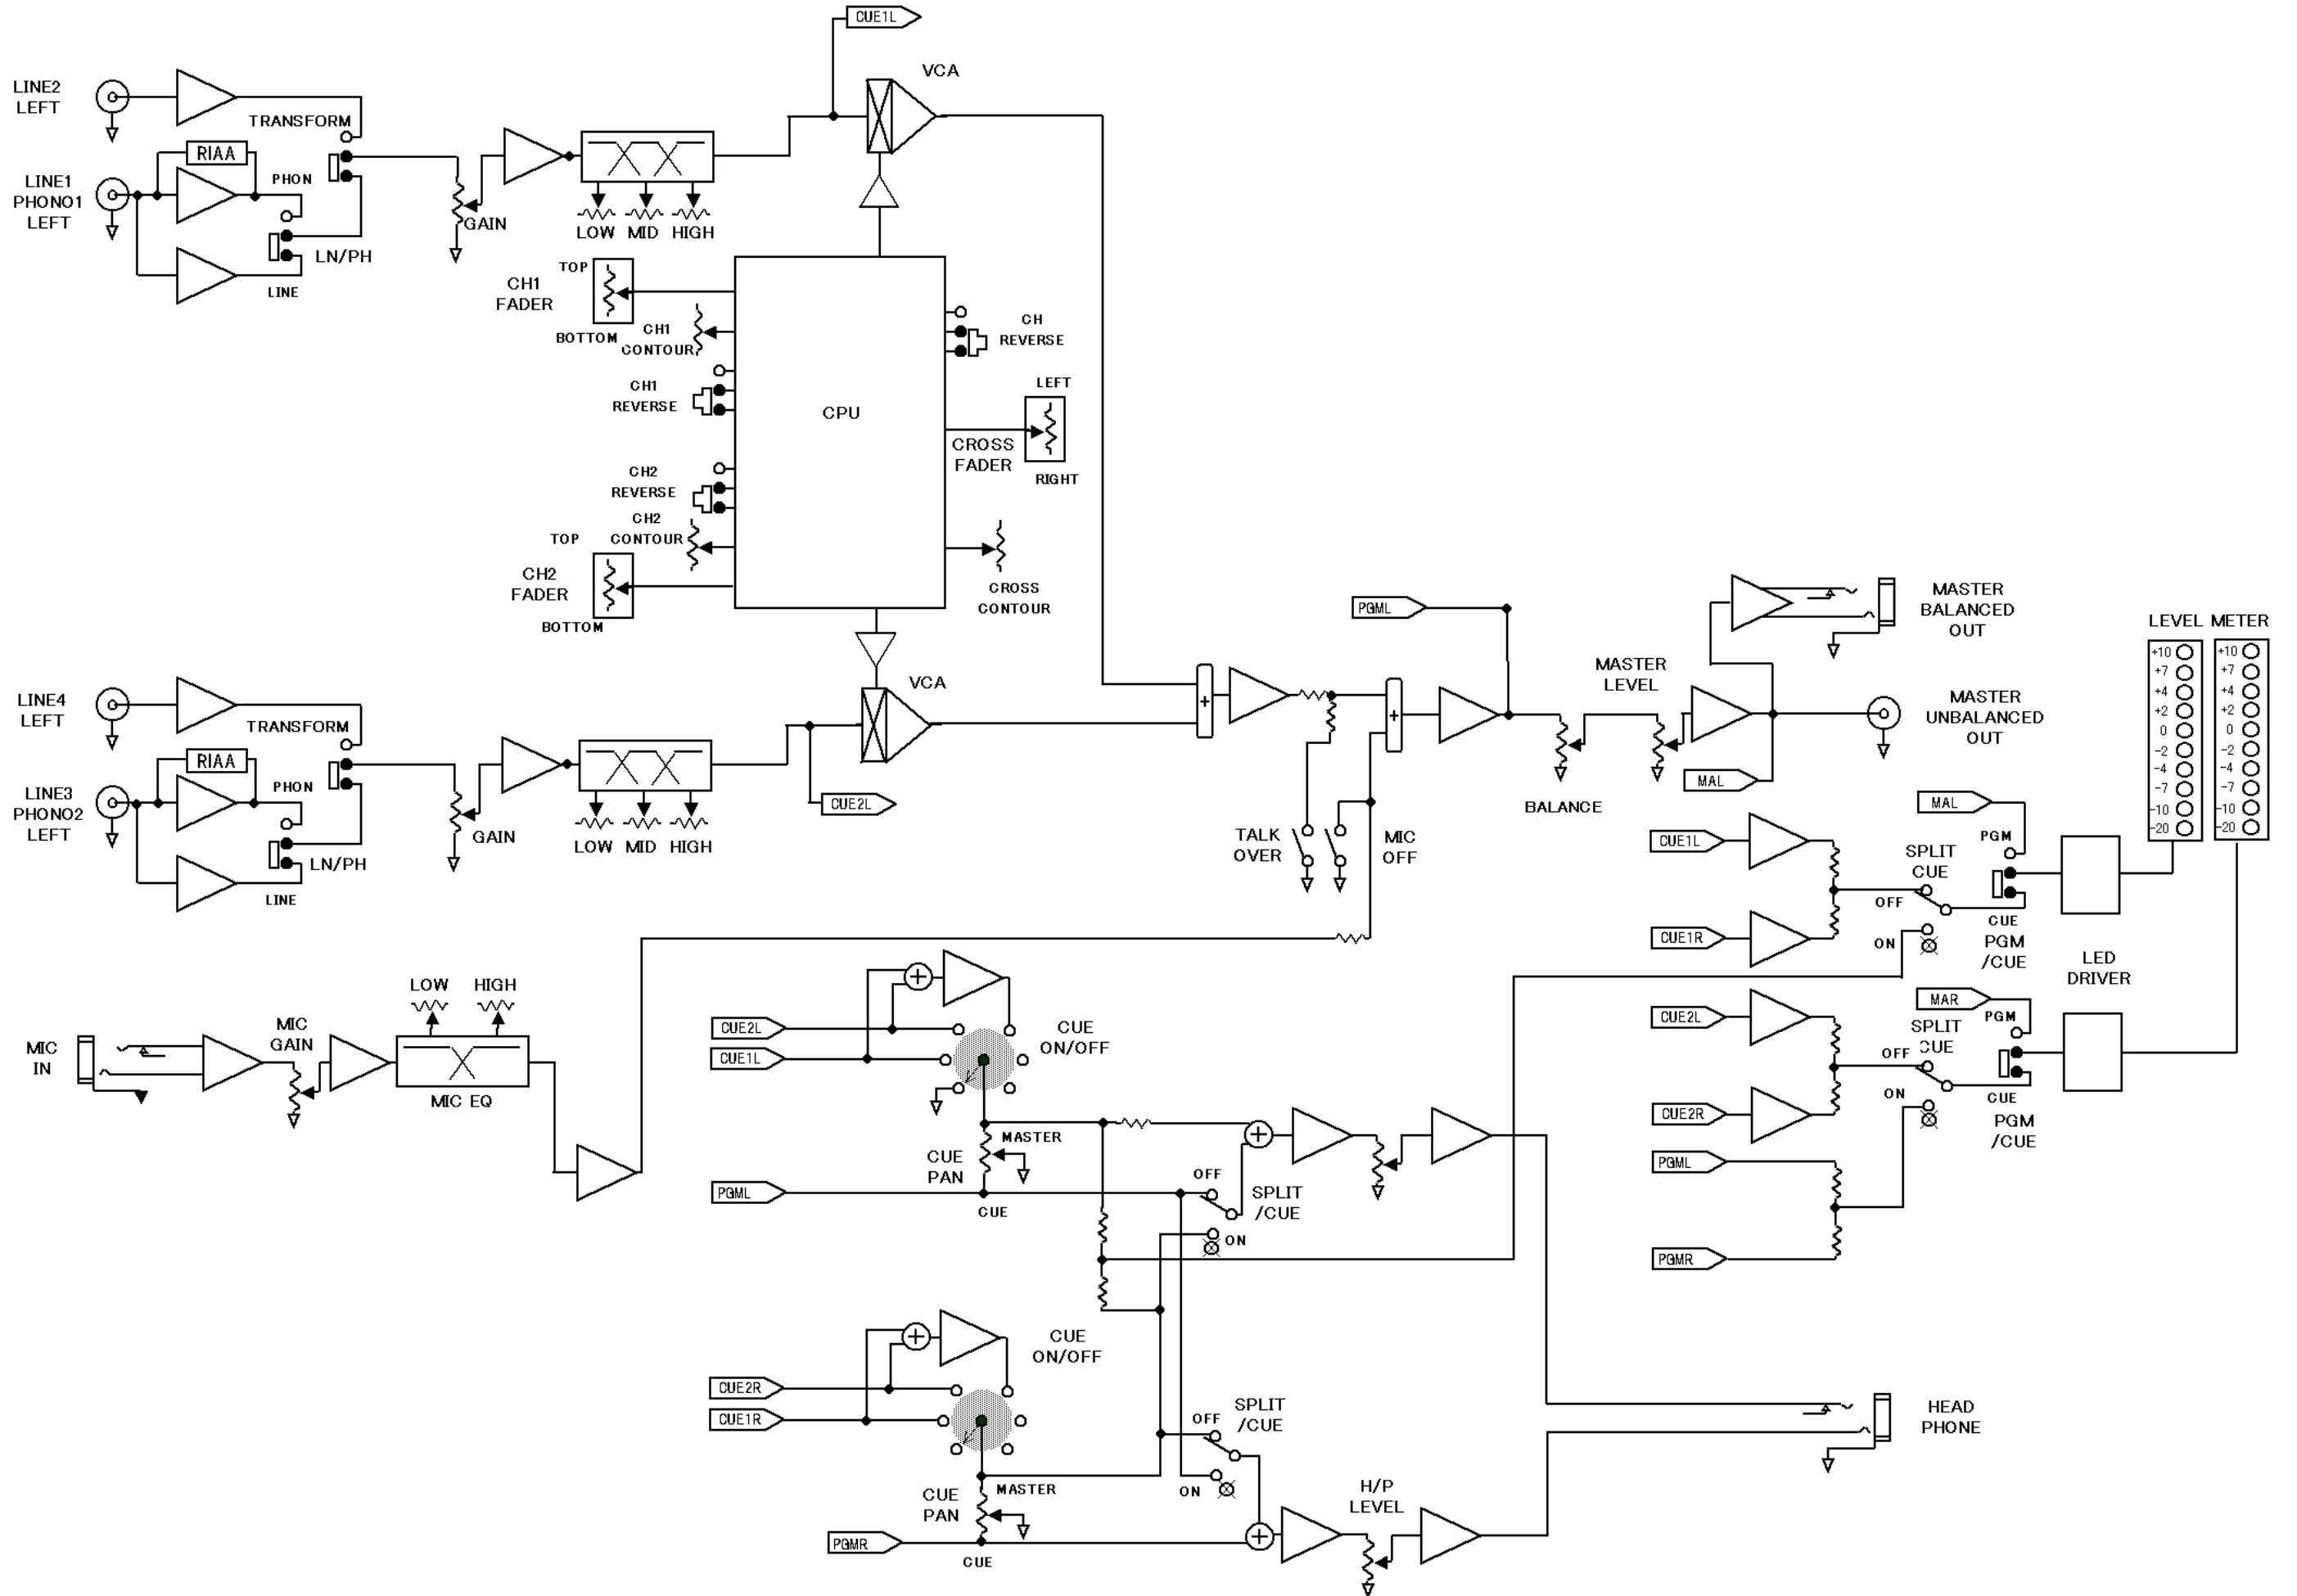 CUE1L
VCA
LINE2
LEFT
TRANSFORM
RIAA
LINE1
PHONO1
LEFT
PHON
LN/PH
LINE
GAIN
LOW MID HIGH
CH1
FADER
TOP
BOTTOM
CH1
CONTOUR
CH1
REVERSE
CPU
CH
REVERSE
LEFT
CROSS
FADER
RIGHT
CH2
REVERSE
CH2
CONTOUR
TOP
CH2
FADER
BOTTOM
CROSS
CONTOUR
VCA
LINE4
LEFT
TRANSFORM
RIAA
LINE3
PHONO2
LEFT
PHON
LN/PH
LINE
GAIN
LOW MID HIGH
CUE2L
+
+
PGML
TALK
OVER
MIC
OFF
BALANCE
MASTER
LEVEL
MAL
MASTER
BALANCED
OUT
MASTER
UNBALANCED
OUT
LEVEL METER
+10
+7
+4
+2
0
-2
-4
-7
-10
-20
+10
+7
+4
+2
0
-2
-4
-7
-10
-20
MAL
PGM
CUE1L
SPLIT
CUE
OFF
CUE1R
ON
CUE
PGM
/CUE
LED
DRIVER
MAR
PGM
CUE2L
SPLIT
CUE
OFF
CUE2R
ON
CUE
PGM
/CUE
PGML
PGMR
MIC
IN
MIC
GAIN
LOW
HIGH
MIC EQ
+
CUE2L
CUE1L
CUE
ON/OFF
MASTER
CUE
PAN
PGML
CUE
+
OFF
SPLIT
/CUE
ON
+
CUE2R
CUE1R
CUE
ON/OFF
MASTER
CUE
PAN
PGMR
CUE
SPLIT
/CUE
OFF
ON
+
H/P
LEVEL
HEAD
PHONE